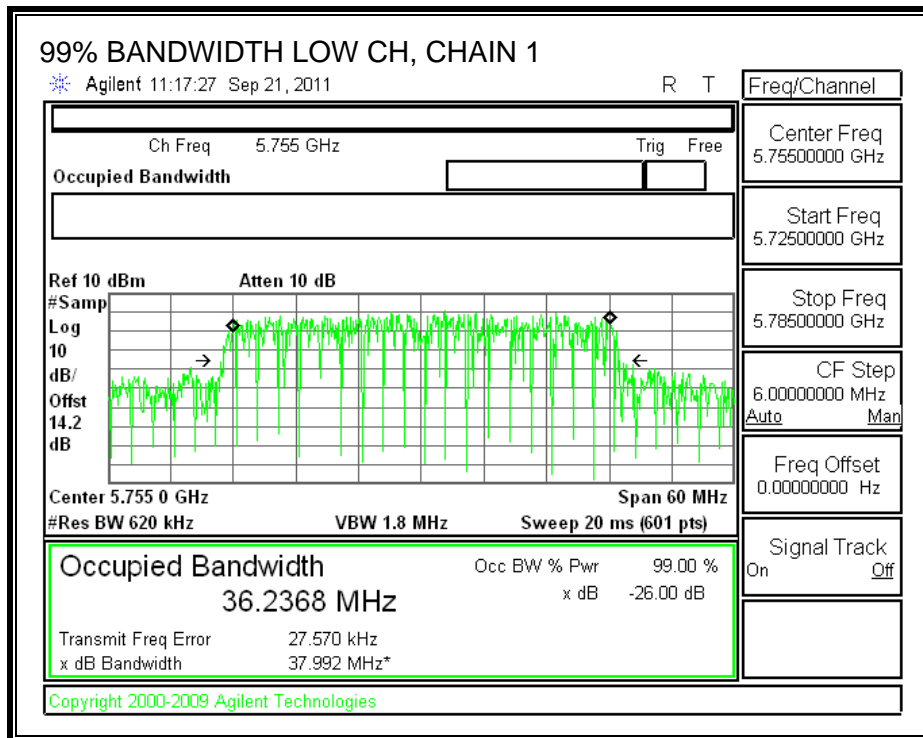 99% BANDWIDTH LOW CH, CHAIN 1
Agilent 11:17:27 Sep 21, 2011 R T
Ch Freq 5.755 GHz Trig Free
Occupied Bandwidth
Ref 10 dBm Atten 10 dB
#Samp
Log
10
dB/
Offst
14.2
dB
Center 5.755 0 GHz Span 60 MHz
#Res BW 620 kHz VBW 1.8 MHz Sweep 20 ms (601 pts)
Occupied Bandwidth Occ BW % Pwr 99.00 %
36.2368 MHz x dB -26.00 dB
Transmit Freq Error 27.570 kHz
x dB Bandwidth 37.992 MHz*
Copyright 2000-2009 Agilent Technologies
Freq/Channel
Center Freq
5.75500000 GHz
Start Freq
5.72500000 GHz
Stop Freq
5.78500000 GHz
CF Step
6.00000000 MHz
Auto Man
Freq Offset
0.00000000 Hz
Signal Track
On Off